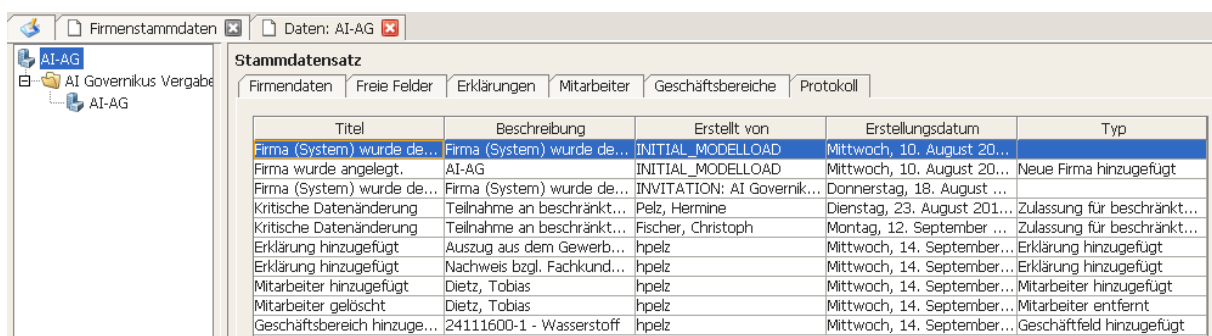 Firmenstammdaten Daten: AI-AG
AI-AG
AI Governikus Vergabe
AI-AG
Stammdatensatz
Firmendaten Freie Felder Erklärungen Mitarbeiter Geschäftsbereiche Protokoll
Titel Beschreibung Erstellt von Erstellungsdatum Typ
Firma (System) wurde de... Firma (System) wurde de... INITIAL_MODELLOAD Mittwoch, 10. August 20...
Firma wurde angelegt. AI-AG INITIAL_MODELLOAD Mittwoch, 10. August 20... Neue Firma hinzugefügt
Firma (System) wurde de... Firma (System) wurde de... INVITATION: AI Governik... Donnerstag, 18. August ...
Kritische Datenänderung Teilnahme an beschränkt... Pelz, Hermine Dienstag, 23. August 201... Zulassung für beschränkt...
Kritische Datenänderung Teilnahme an beschränkt... Fischer, Christoph Montag, 12. September ... Zulassung für beschränkt...
Erklärung hinzugefügt Auszug aus dem Gewerb... hpelz Mittwoch, 14. September... Erklärung hinzugefügt
Erklärung hinzugefügt Nachweis bzgl. Fachkund... hpelz Mittwoch, 14. September... Erklärung hinzugefügt
Mitarbeiter hinzugefügt Dietz, Tobias hpelz Mittwoch, 14. September... Mitarbeiter hinzugefügt
Mitarbeiter gelöscht Dietz, Tobias hpelz Mittwoch, 14. September... Mitarbeiter entfernt
Geschäftsbereich hinzuge... 24111600-1 - Wasserstoff hpelz Mittwoch, 14. September... Geschäftfeld hinzugefügt